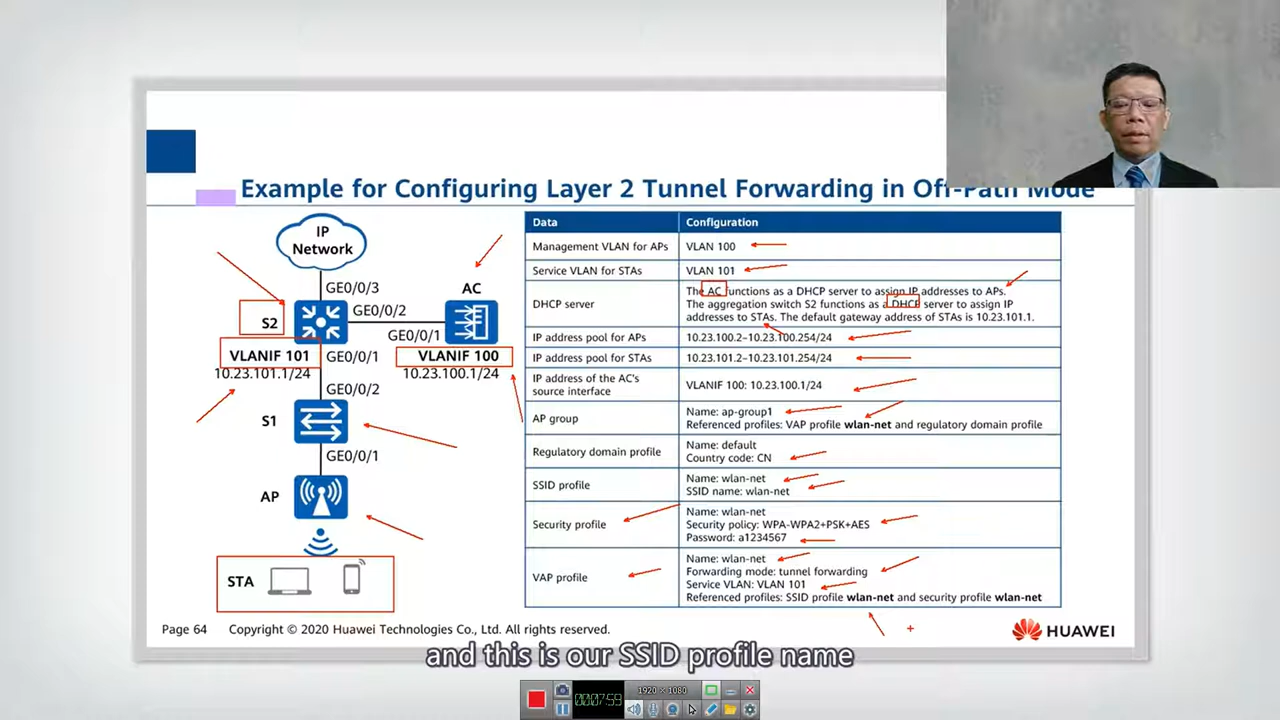 Example for Configuring Layer 2 Tunnel Forwarding in Off-Path Mode
IP
Network
GE0/0/3
AC
S2
GE0/0/2
GE0/0/1
VLANIF 101
GE0/0/1
VLANIF 100
10.23.101.1/24
10.23.100.1/24
GE0/0/2
S1
GE0/0/1
AP
STA
Data
Configuration
Management VLAN for APs
VLAN 100
Service VLAN for STAs
VLAN 101
DHCP server
The AC functions as a DHCP server to assign IP addresses to APs.
The aggregation switch S2 functions as a DHCP server to assign IP
addresses to STAs. The default gateway address of STAs is 10.23.101.1.
IP address pool for APs
10.23.100.2–10.23.100.254/24
IP address pool for STAs
10.23.101.2–10.23.101.254/24
IP address of the AC's
source interface
VLANIF 100: 10.23.100.1/24
AP group
Name: ap-group1
Referenced profiles: VAP profile wlan-net and regulatory domain profile
Regulatory domain profile
Name: default
Country code: CN
SSID profile
Name: wlan-net
SSID name: wlan-net
Security profile
Name: wlan-net
Security policy: WPA-WPA2+PSK+AES
Password: a1234567
VAP profile
Name: wlan-net
Forwarding mode: tunnel forwarding
Service VLAN: VLAN 101
Referenced profiles: SSID profile wlan-net and security profile wlan-net
Page 64 Copyright © 2020 Huawei Technologies Co., Ltd. All rights reserved.
HUAWEI
and this is our SSID profile name
00:07:59
1920 × 1080